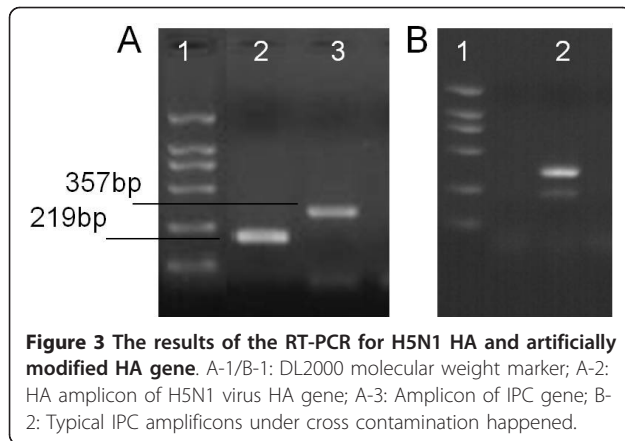 A
B
1 2 3
1 2
357bp
219bp
Figure 3 The results of the RT-PCR for H5N1 HA and artificially
modified HA gene. A-1/B-1: DL2000 molecular weight marker; A-2:
HA amplicon of H5N1 virus HA gene; A-3: Amplicon of IPC gene; B-
2: Typical IPC amplificons under cross contamination happened.